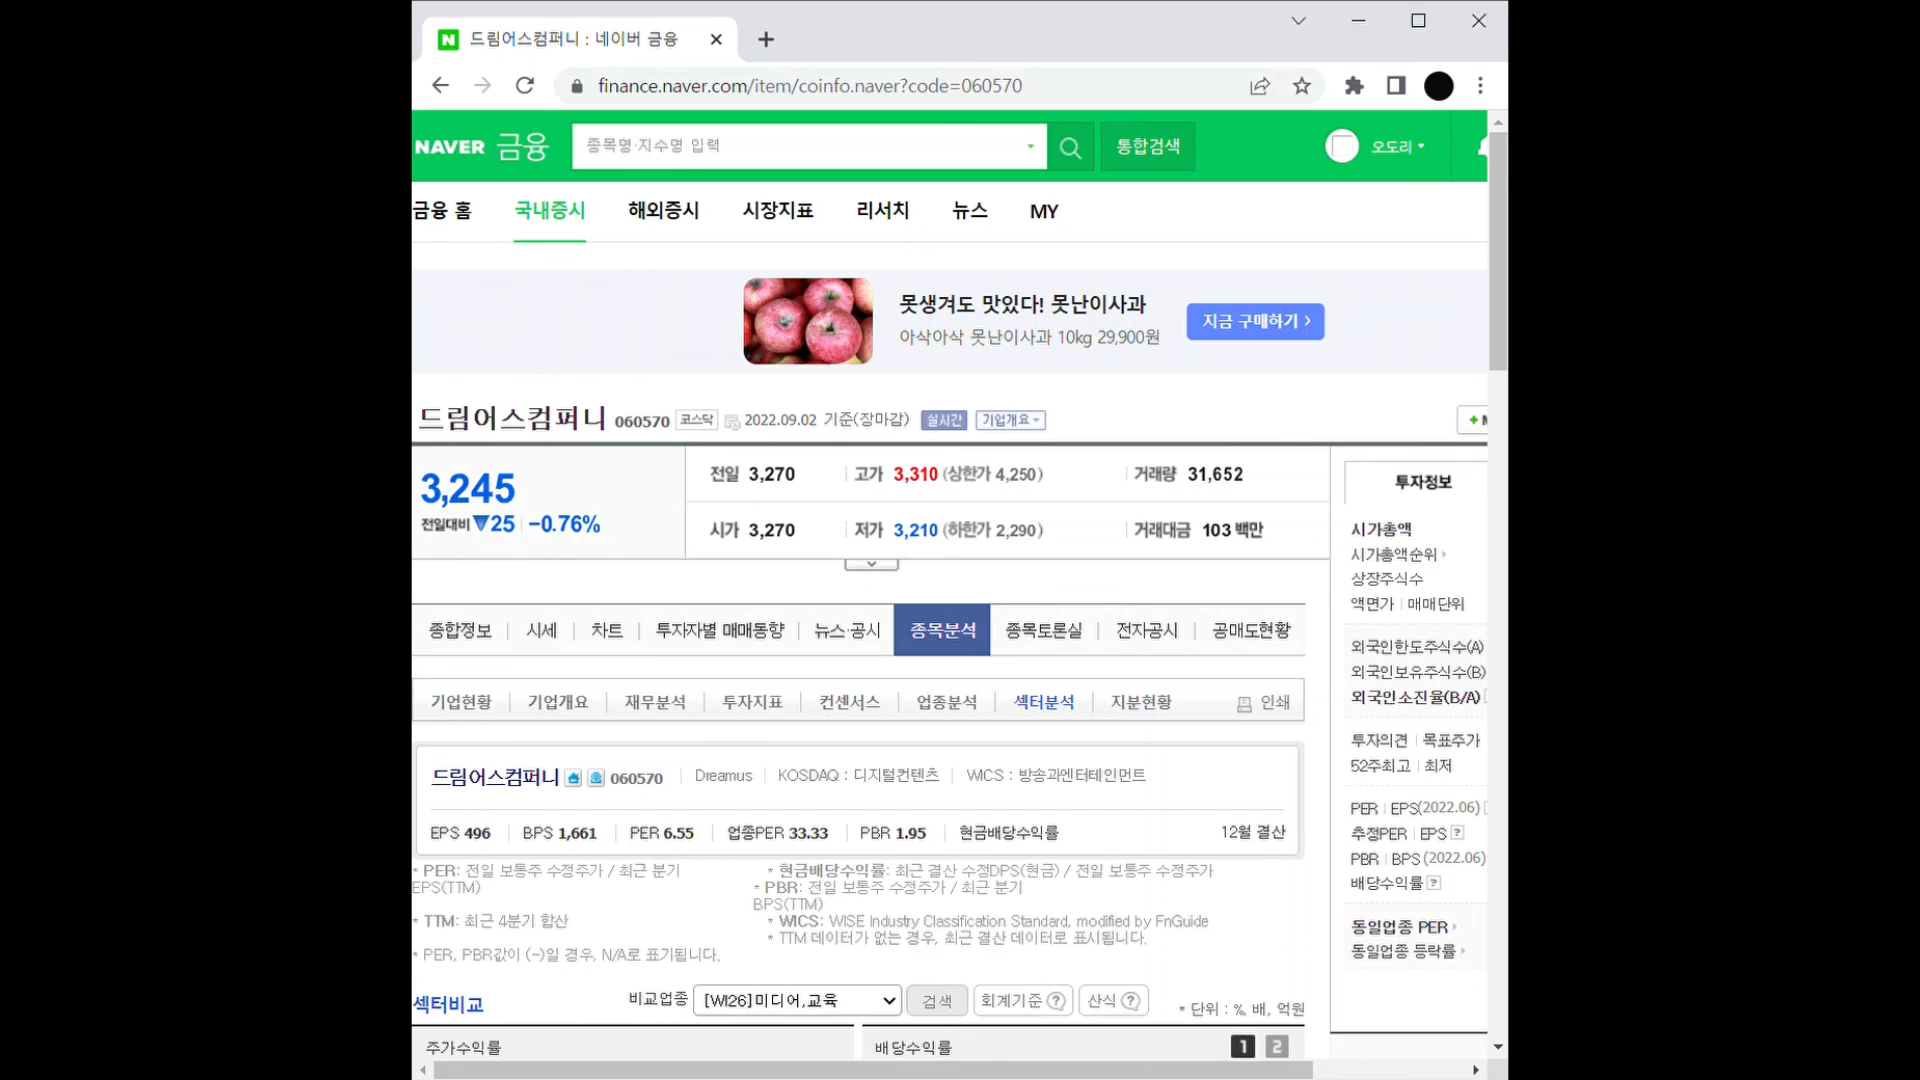 드림어스컴퍼니 : 네이버 금융
finance.naver.com/item/coinfo.naver?code=060570
NAVER 금융
종목명·지수명 입력
통합검색
오도리
금융 홈 국내증시 해외증시 시장지표 리서치 뉴스 MY
못생겨도 맛있다! 못난이사과
아삭아삭 못난이사과 10kg 29,900원
지금 구매하기 ›
드림어스컴퍼니 060570 코스닥 2022.09.02 기준(장마감) 실시간 기업개요
3,245
전일대비 ▼25 -0.76%
전일 3,270 고가 3,310 (상한가 4,250) 거래량 31,652
시가 3,270 저가 3,210 (하한가 2,290) 거래대금 103 백만
종합정보 시세 차트 투자자별 매매동향 뉴스·공시 종목분석 종목토론실 전자공시 공매도현황
기업현황 기업개요 재무분석 투자지표 컨센서스 업종분석 섹터분석 지분현황 인쇄
드림어스컴퍼니 060570 Dreamus KOSDAQ : 디지털컨텐츠 WICS : 방송과엔터테인먼트
EPS 496 BPS 1,661 PER 6.55 업종PER 33.33 PBR 1.95 현금배당수익률 12월 결산
* PER: 전일 보통주 수정주가 / 최근 분기
EPS(TTM)
* TTM: 최근 4분기 합산
* PER, PBR값이 (-)일 경우, N/A로 표기됩니다.
* 현금배당수익률: 최근 결산 수정DPS(현금) / 전일 보통주 수정주가
* PBR: 전일 보통주 수정주가 / 최근 분기
BPS(TTM)
* WICS: WISE Industry Classification Standard, modified by FnGuide
* TTM 데이터가 없는 경우, 최근 결산 데이터로 표시됩니다.
섹터비교
비교업종 [WI26]미디어,교육 검색 회계기준 ? 산식 ?
* 단위 : %, 배, 억원
주가수익률 배당수익률 1 2
투자정보
시가총액
시가총액순위
상장주식수
액면가 | 매매단위
외국인한도주식수(A)
외국인보유주식수(B)
외국인소진율(B/A)
투자의견 | 목표주가
52주최고 | 최저
PER | EPS(2022.06)
추정PER | EPS ?
PBR | BPS (2022.06)
배당수익률 ?
동일업종 PER
동일업종 등락률